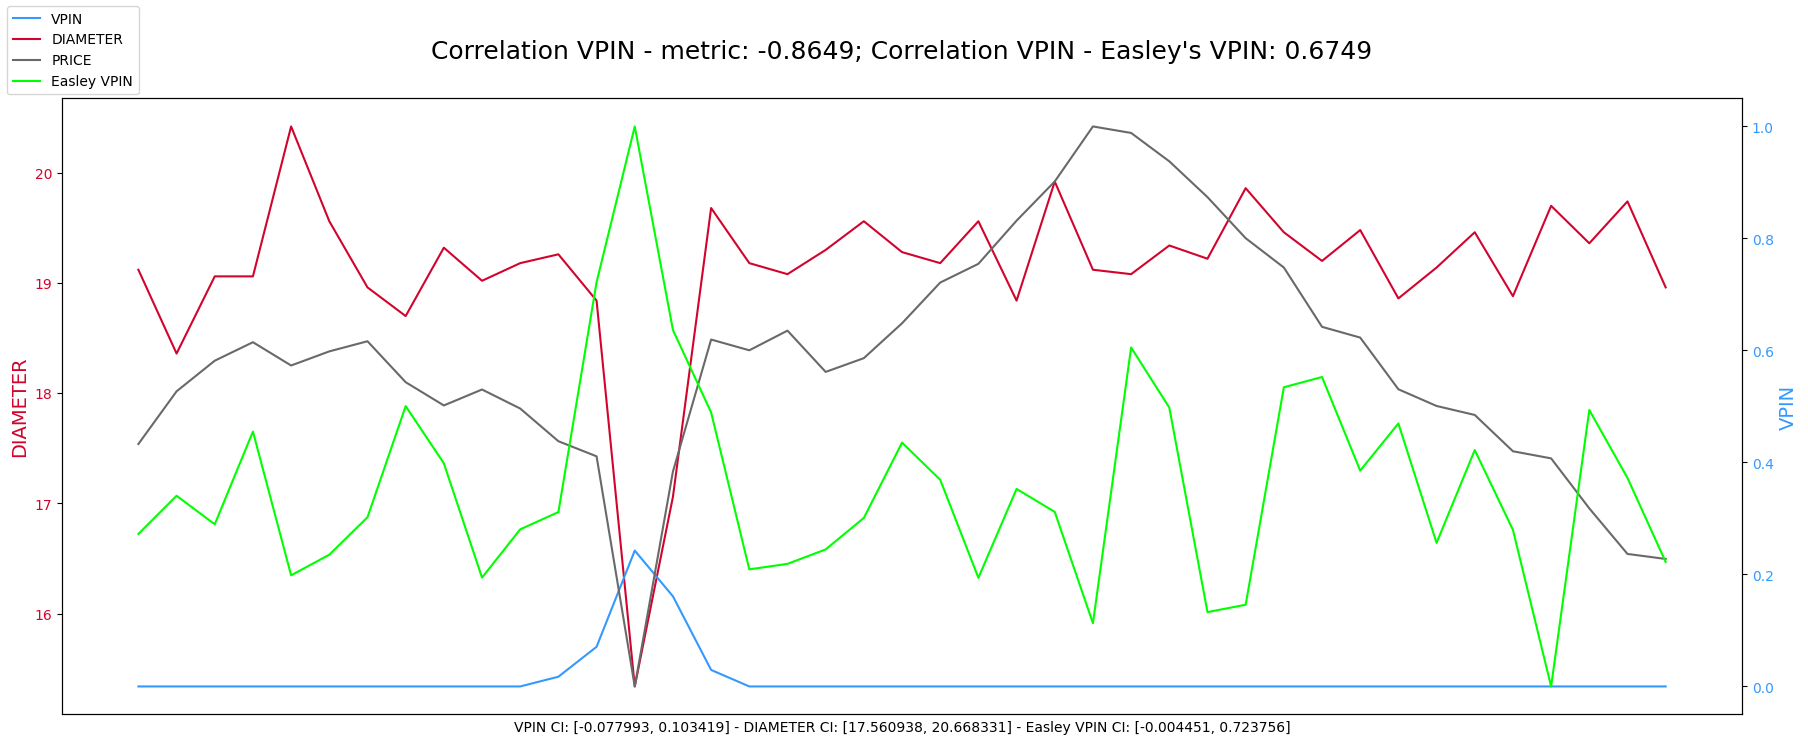 VPIN
DIAMETER
PRICE
Easley VPIN
Correlation VPIN - metric: -0.8649; Correlation VPIN - Easley's VPIN: 0.6749
DIAMETER
20
19
18
17
16
1.0
0.8
0.6
0.4
0.2
0.0
VPIN
VPIN CI: [-0.077993, 0.103419] - DIAMETER CI: [17.560938, 20.668331] - Easley VPIN CI: [-0.004451, 0.723756]